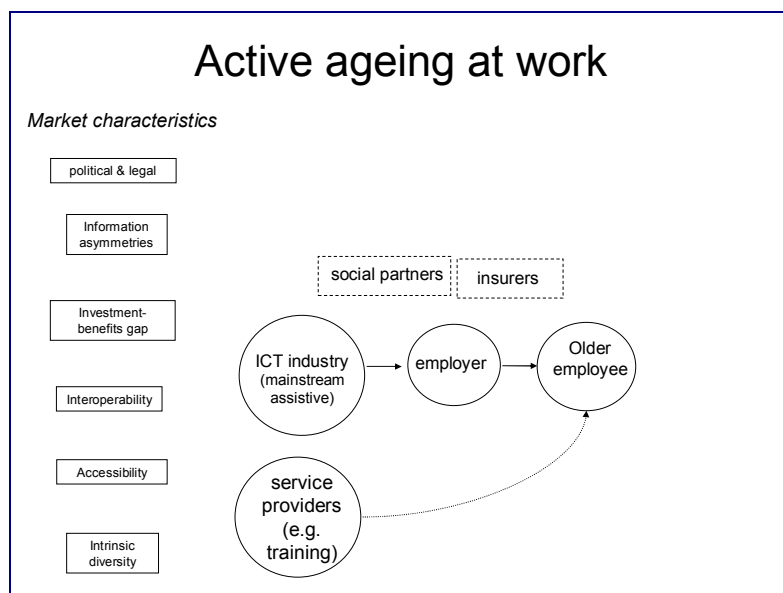 Active ageing at work
Market characteristics
political & legal
Information
asymmetries
Investment-
benefits gap
Interoperability
Accessibility
Intrinsic
diversity
social partners
insurers
ICT industry
(mainstream
assistive)
employer
Older
employee
service
providers
(e.g.
training)